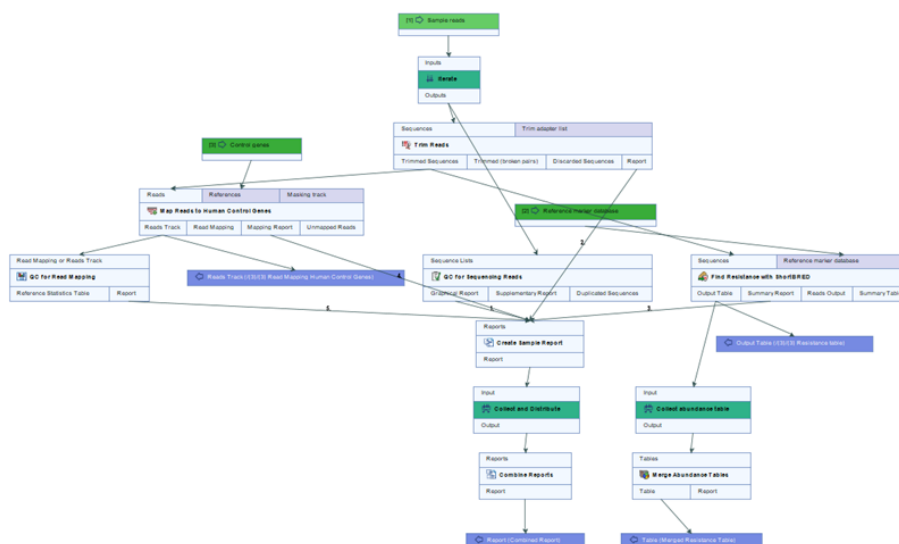 [1] Sample reads
Inputs
Iterate
Outputs
Sequences Trim adapter list
Trim Reads
Trimmed Sequences Trimmed (broken pairs) Discarded Sequences Report
[3] Control genes
Reads References Masking track
Map Reads to Human Control Genes
Reads Track Read Mapping Mapping Report Unmapped Reads
[2] Reference marker database
2.
Read Mapping or Reads Track
QC for Read Mapping
Reference Statistics Table Report
Reads Track
Read Mapping Human Control Genes)
4.
Sequence Lists
QC for Sequencing Reads
Graphical Report Supplementary Report Duplicated Sequences
Sequences Reference marker database
Find Resistance with ShortBRED
Output Table Summary Report Reads Output Summary Table
5.
1.
3.
Reports
Create Sample Report
Report
Output Table
Resistance table)
Input
Collect and Distribute
Output
Input
Collect abundance table
Output
Reports
Combine Reports
Report
Tables
Merge Abundance Tables
Table Report
Report (Combined Report)
Table (Merged Resistance Table)